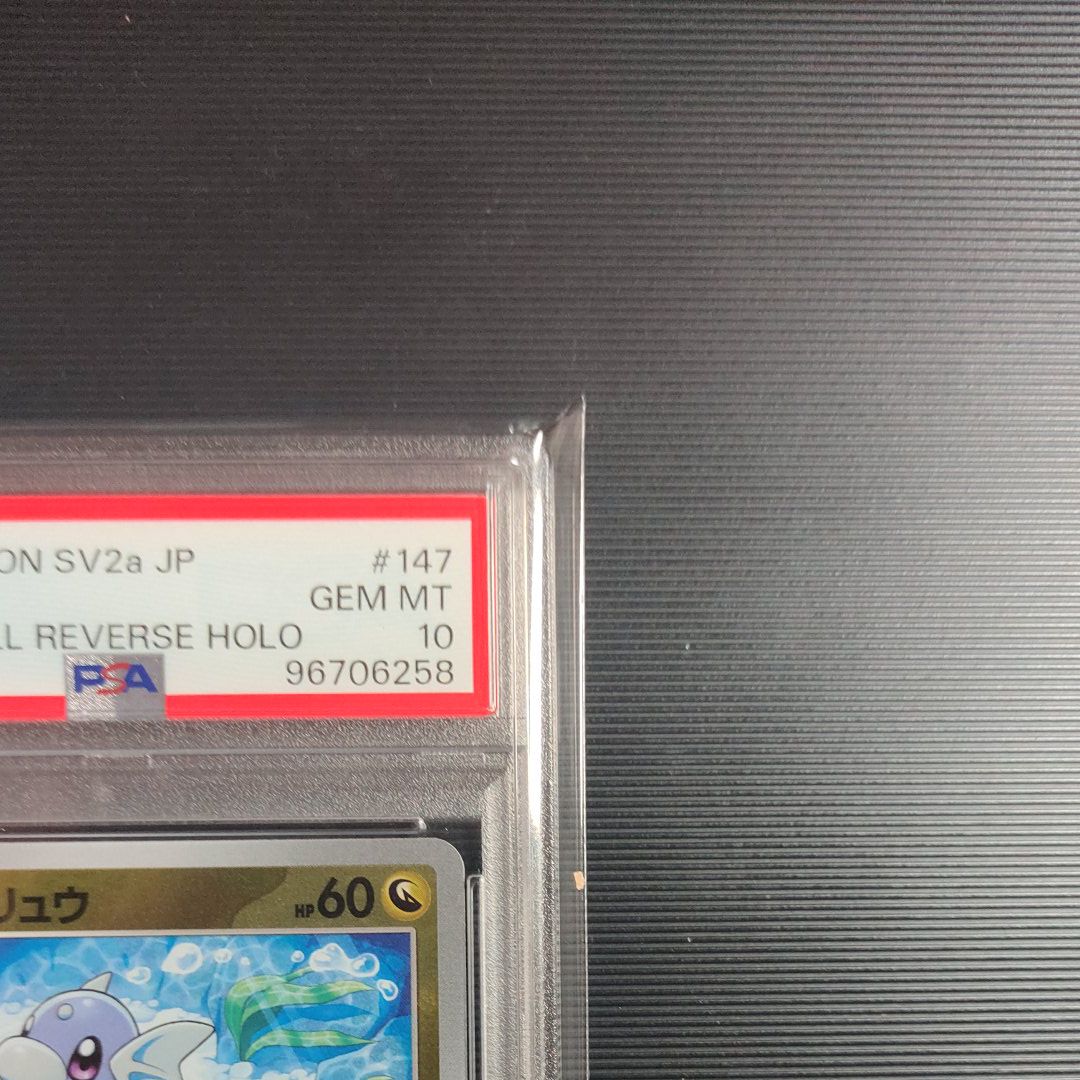 ON SV2a JP #147
GEM MT
LL REVERSE HOLO 10
PSA 96706258
リュウ HP60